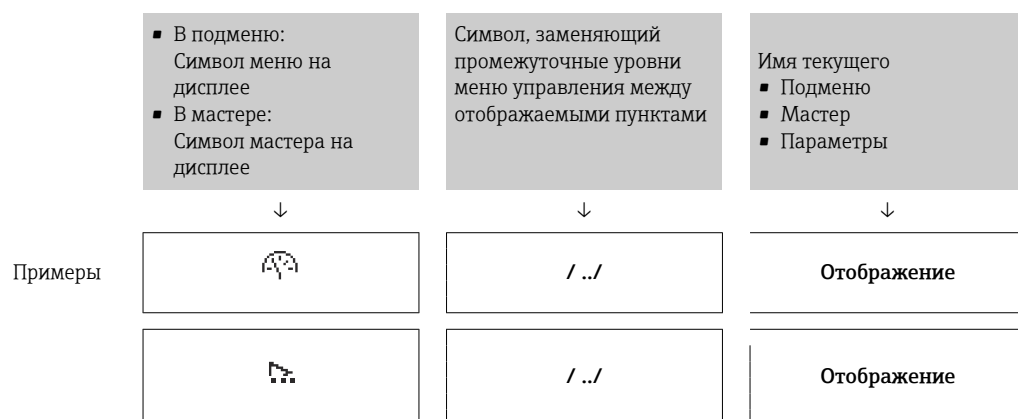 ▪ В подменю:
Символ меню на
дисплее
▪ В мастере:
Символ мастера на
дисплее
Символ, заменяющий
промежуточные уровни
меню управления между
отображаемыми пунктами
Имя текущего
▪ Подменю
▪ Мастер
▪ Параметры
↓ ↓ ↓
Примеры / ../ Отображение
/ ../ Отображение